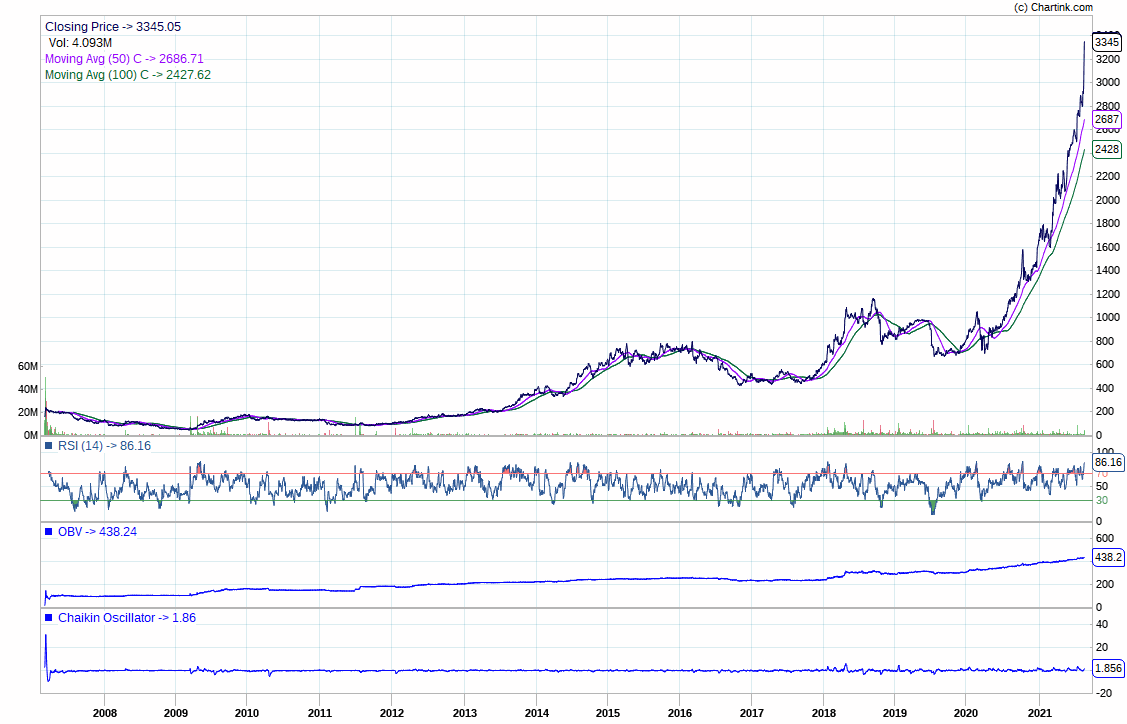 (c) Chartink.com
Closing Price -> 3345.05
Vol: 4.093M
Moving Avg (50) C -> 2686.71
Moving Avg (100) C -> 2427.62
3345
3200
3000
2800
2687
2600
2428
2200
2000
1800
1600
1400
1200
1000
800
600
400
200
0
60M
40M
20M
0M
RSI (14) -> 86.16
100
86.16
70
50
30
0
OBV -> 438.24
600
438.2
200
0
Chaikin Oscillator -> 1.86
40
20
1.856
-20
2008 2009 2010 2011 2012 2013 2014 2015 2016 2017 2018 2019 2020 2021